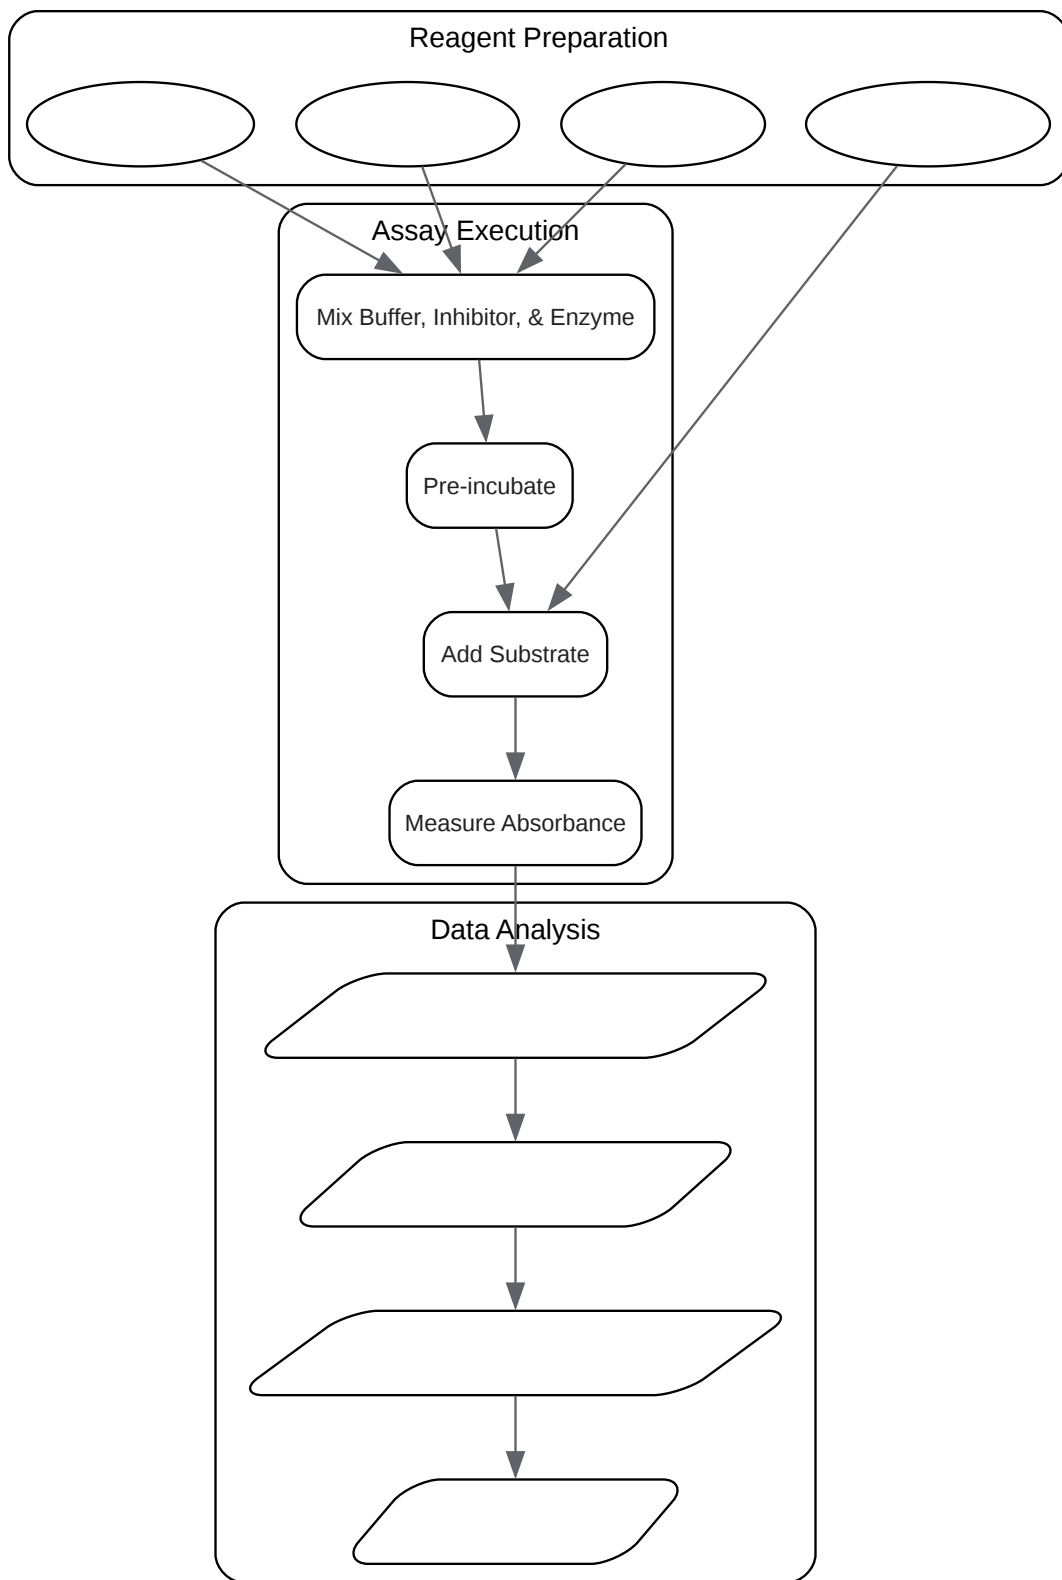 Reagent Preparation
Assay Execution
Mix Buffer, Inhibitor, & Enzyme
Pre-incubate
Add Substrate
Measure Absorbance
Data Analysis